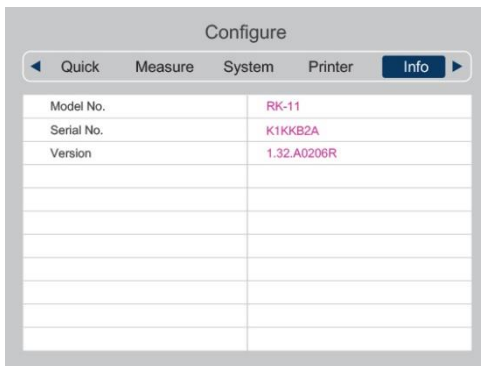 Configure
Quick Measure System Printer Info
Model No. RK-11
Serial No. K1KKB2A
Version 1.32.A0206R